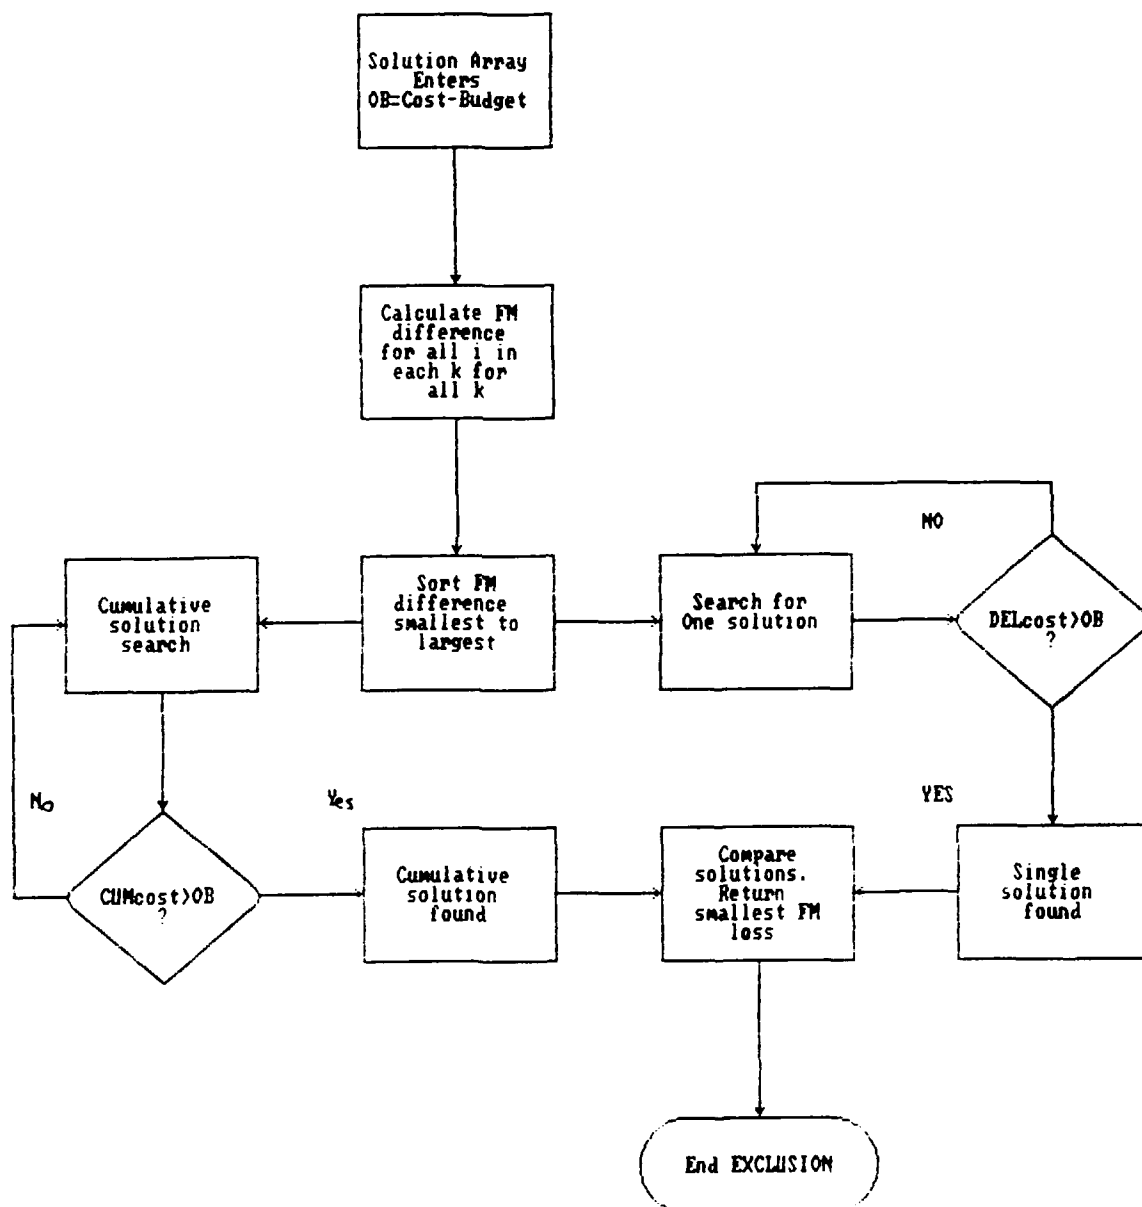 Solution Array
Enters
OB=Cost-Budget
Calculate FM
difference
for all i in
each k for
all k
NO
Cumulative
solution
search
Sort FM
difference
smallest to
largest
Search for
One solution
DELcost>OB
?
No
Yes
YES
CUMcost>OB
?
Cumulative
solution
found
Compare
solutions.
Return
smallest FM
loss
Single
solution
found
End EXCLUSION